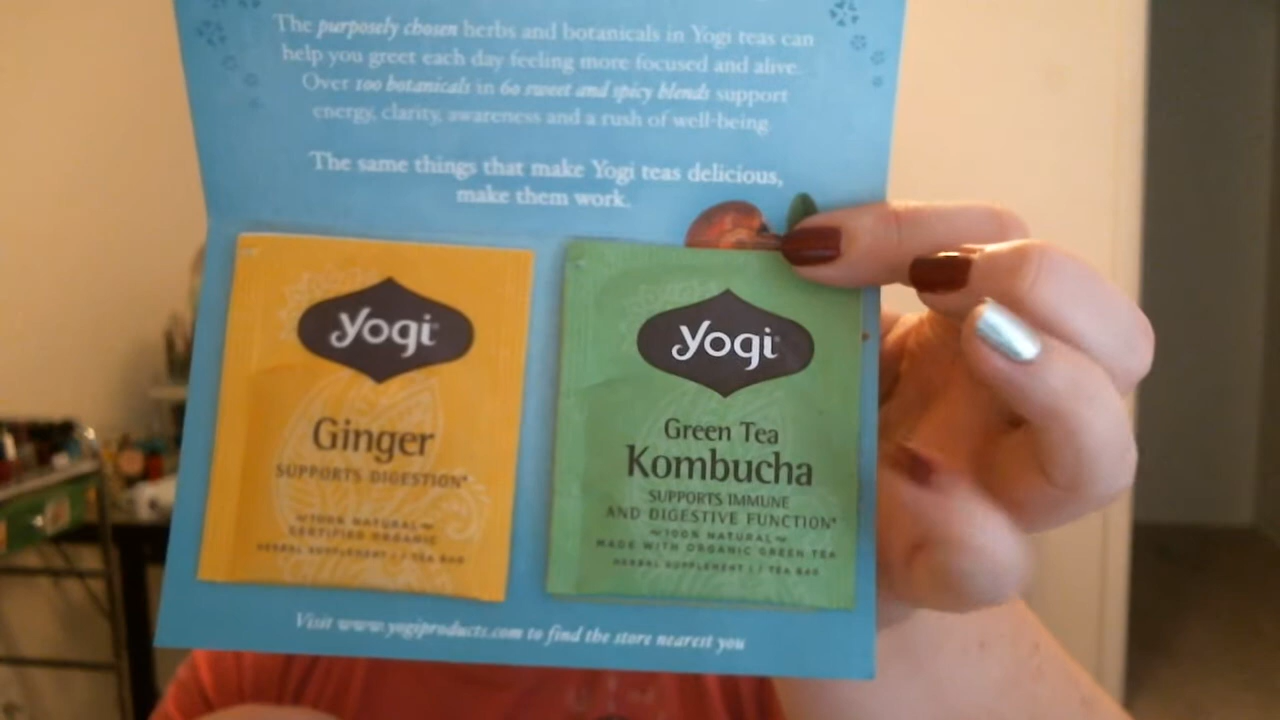 The purposely chosen herbs and botanicals in Yogi teas can
help you greet each day feeling more focused and alive.
Over 100 botanicals in 60 sweet and spicy blends support
energy, clarity, awareness and a rush of well-being.
The same things that make Yogi teas delicious,
make them work.
yogi
Ginger
SUPPORTS DIGESTION*
100% NATURAL
CERTIFIED ORGANIC
HERBAL SUPPLEMENT | 1 TEA BAG
yogi
Green Tea
Kombucha
SUPPORTS IMMUNE
AND DIGESTIVE FUNCTION*
100% NATURAL
MADE WITH ORGANIC GREEN TEA
HERBAL SUPPLEMENT | 1 TEA BAG
Visit www.yogiproducts.com to find the store nearest you